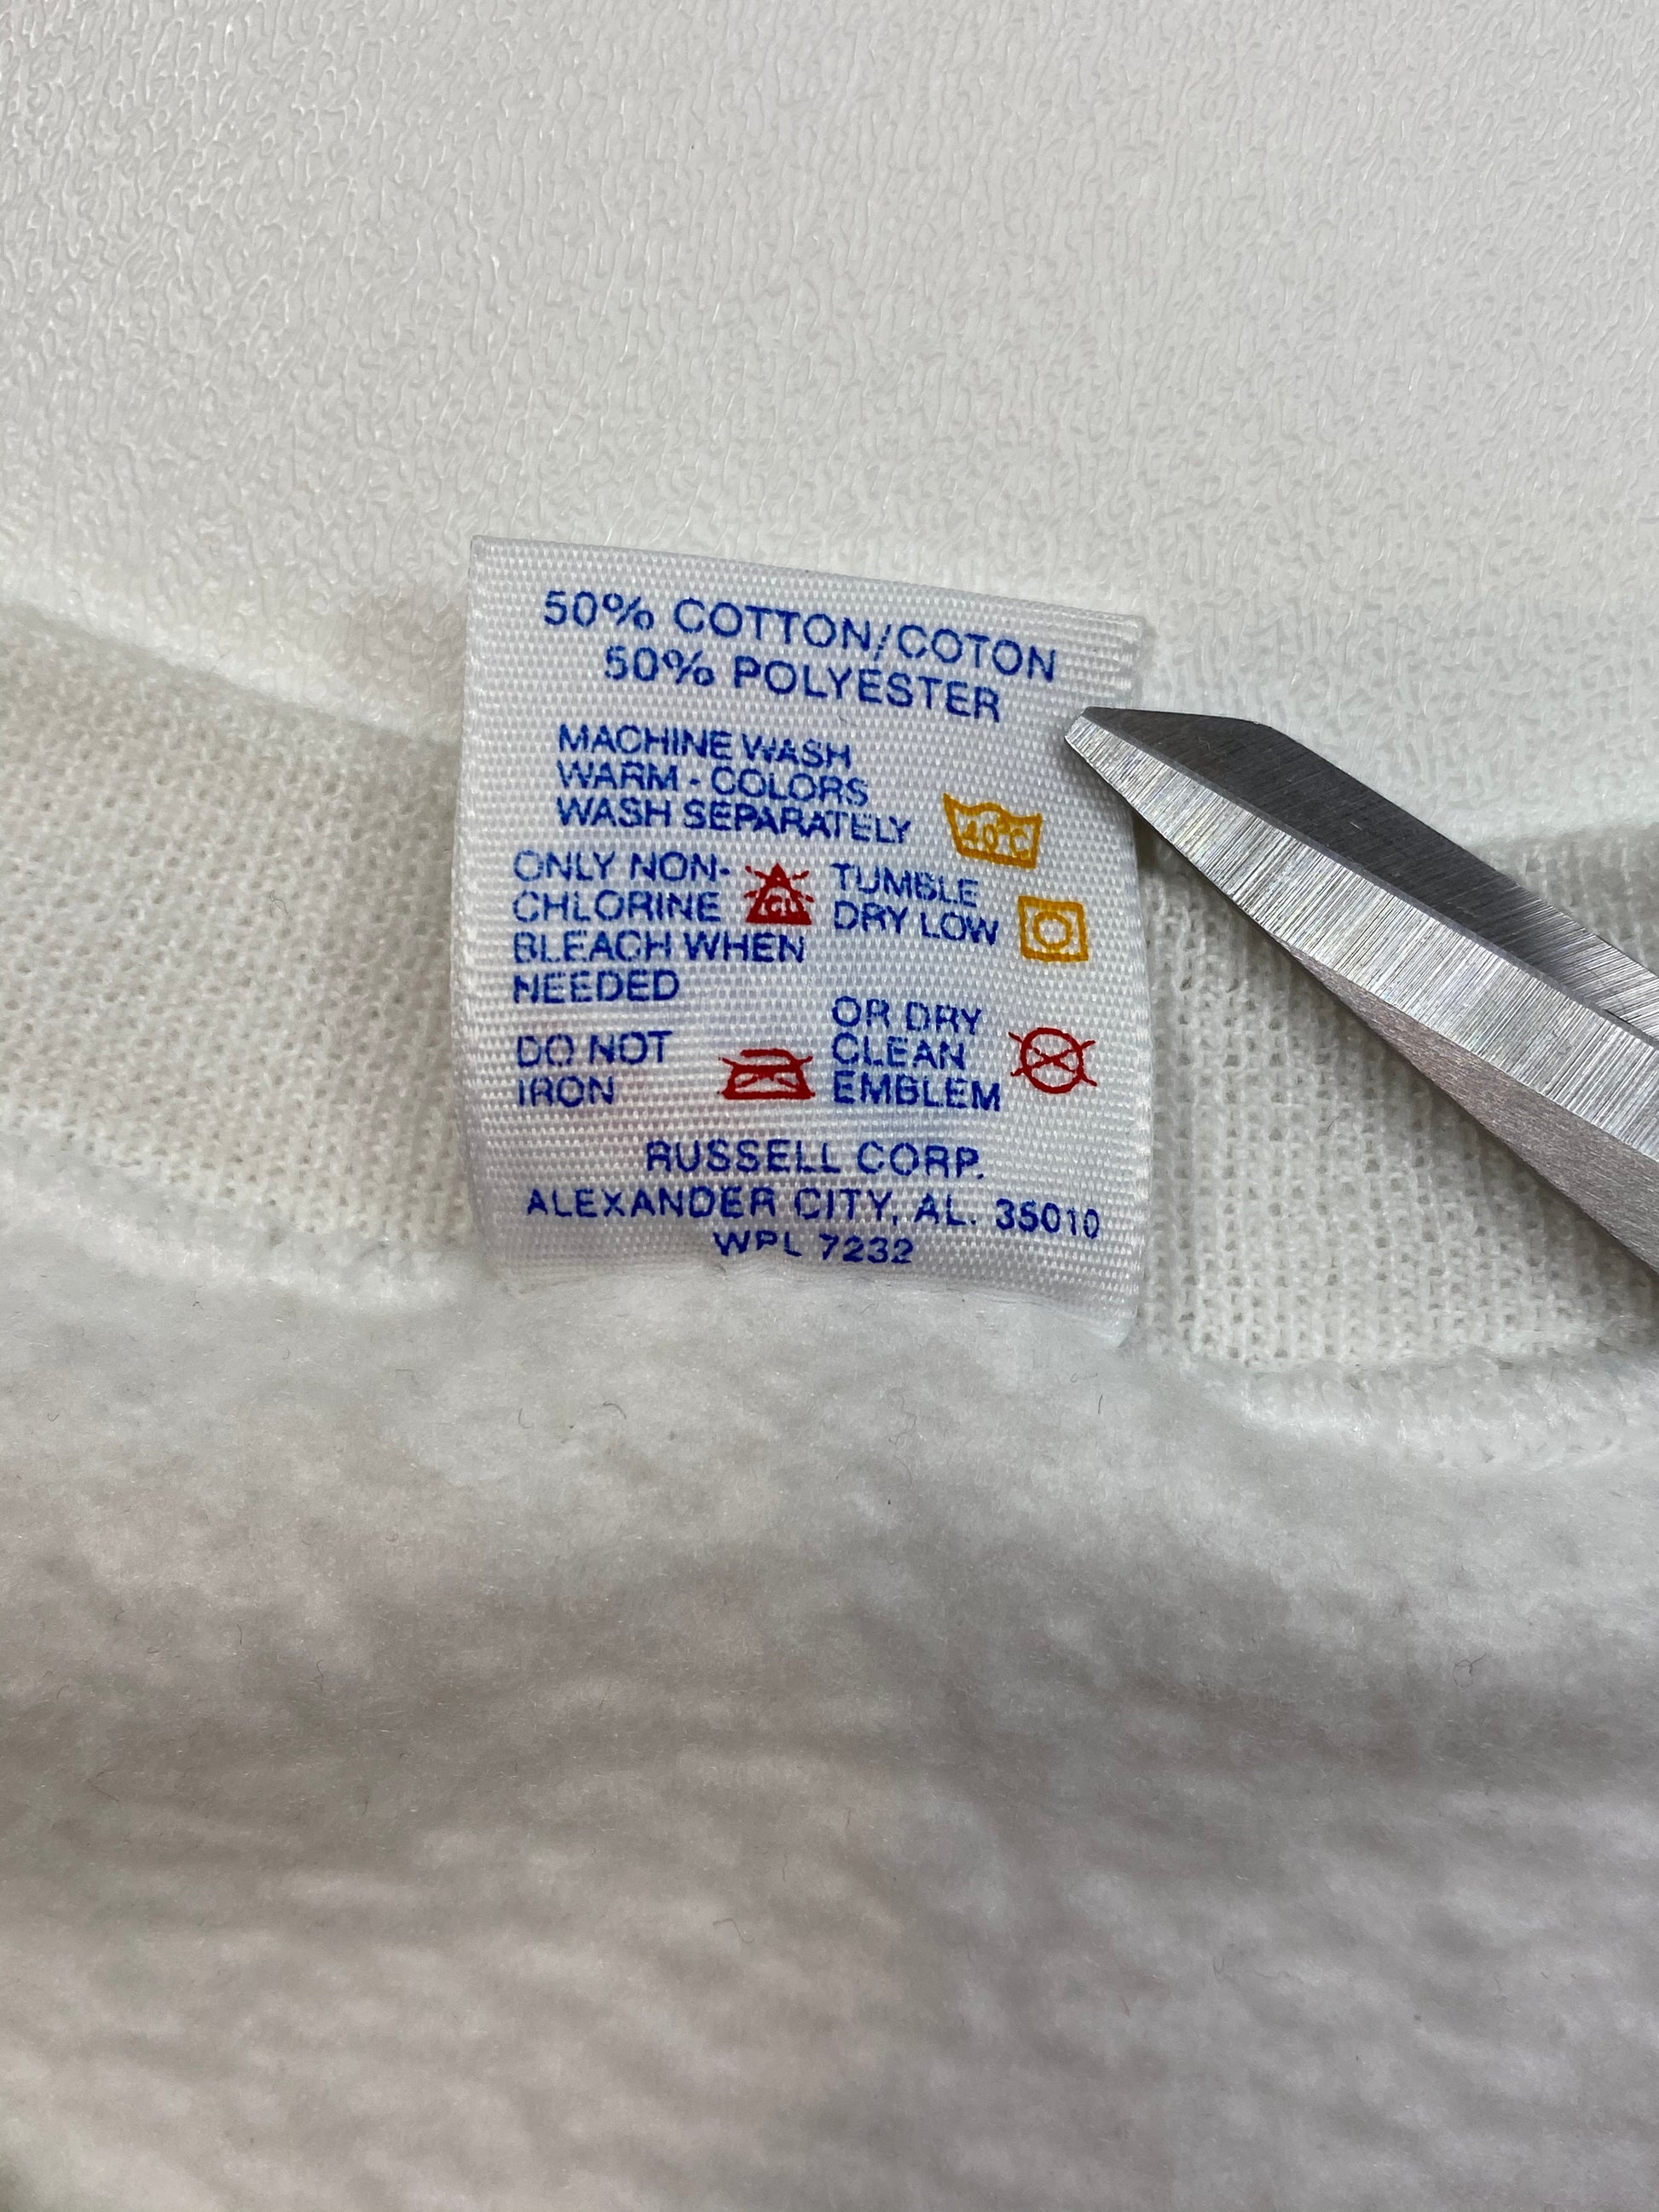 50% COTTON/COTON
50% POLYESTER
MACHINE WASH
WARM - COLORS
WASH SEPARATELY
40°C
ONLY NON-
CHLORINE
BLEACH WHEN
NEEDED
CL
TUMBLE
DRY LOW
DO NOT
IRON
OR DRY
CLEAN
EMBLEM
RUSSELL CORP.
ALEXANDER CITY, AL. 35010
WPL 7232